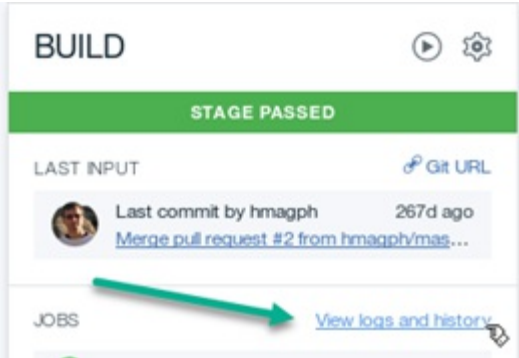 BUILD
STAGE PASSED
LAST INPUT Git URL
Last commit by hmagph 267d ago
Merge pull request #2 from hmagph/mas...
JOBS View logs and history